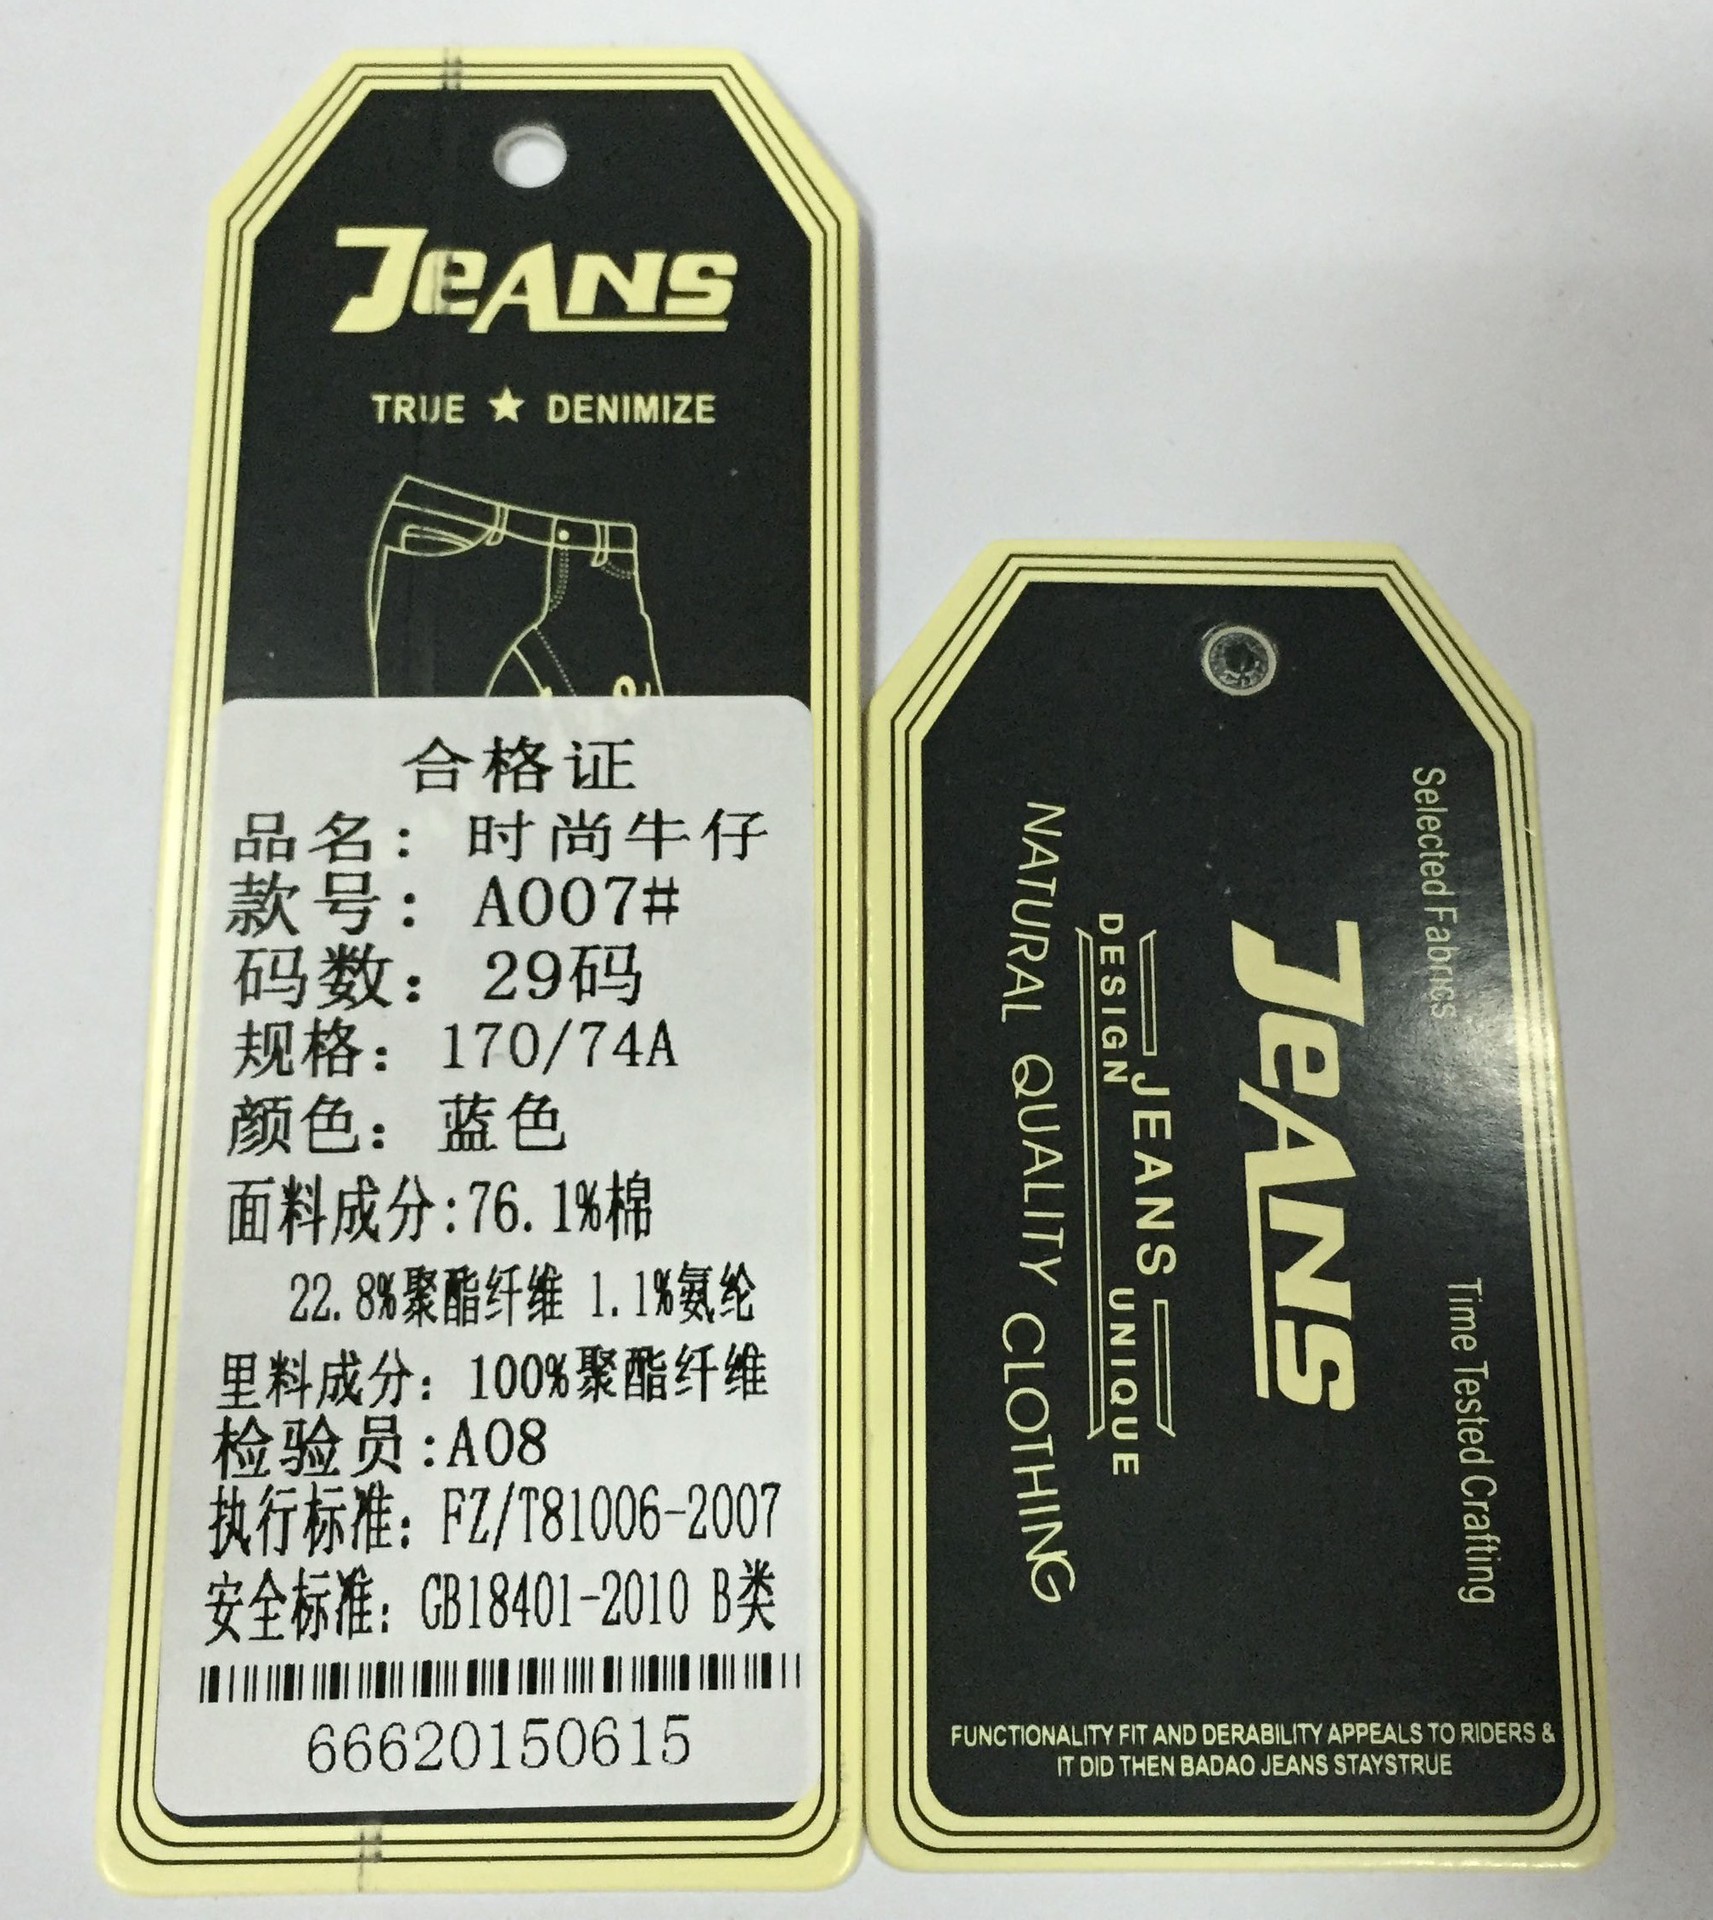 JeANS
TRUE ★ DENIMIZE
合格证
品名：时尚牛仔
款号：A007#
码数：29码
规格：170/74A
颜色：蓝色
面料成分:76.1%棉
22.8%聚酯纤维 1.1%氨纶
里料成分：100%聚酯纤维
检验员:A08
执行标准：FZ/T81006-2007
安全标准：GB18401-2010 B类
66620150615
Selected Fabrics
Time Tested Crafting
JeANS
JEANS
DESIGN UNIQUE
NATURAL QUALITY CLOTHING
FUNCTIONALITY FIT AND DERABILITY APPEALS TO RIDERS &
IT DID THEN BADAO JEANS STAYSTRUE